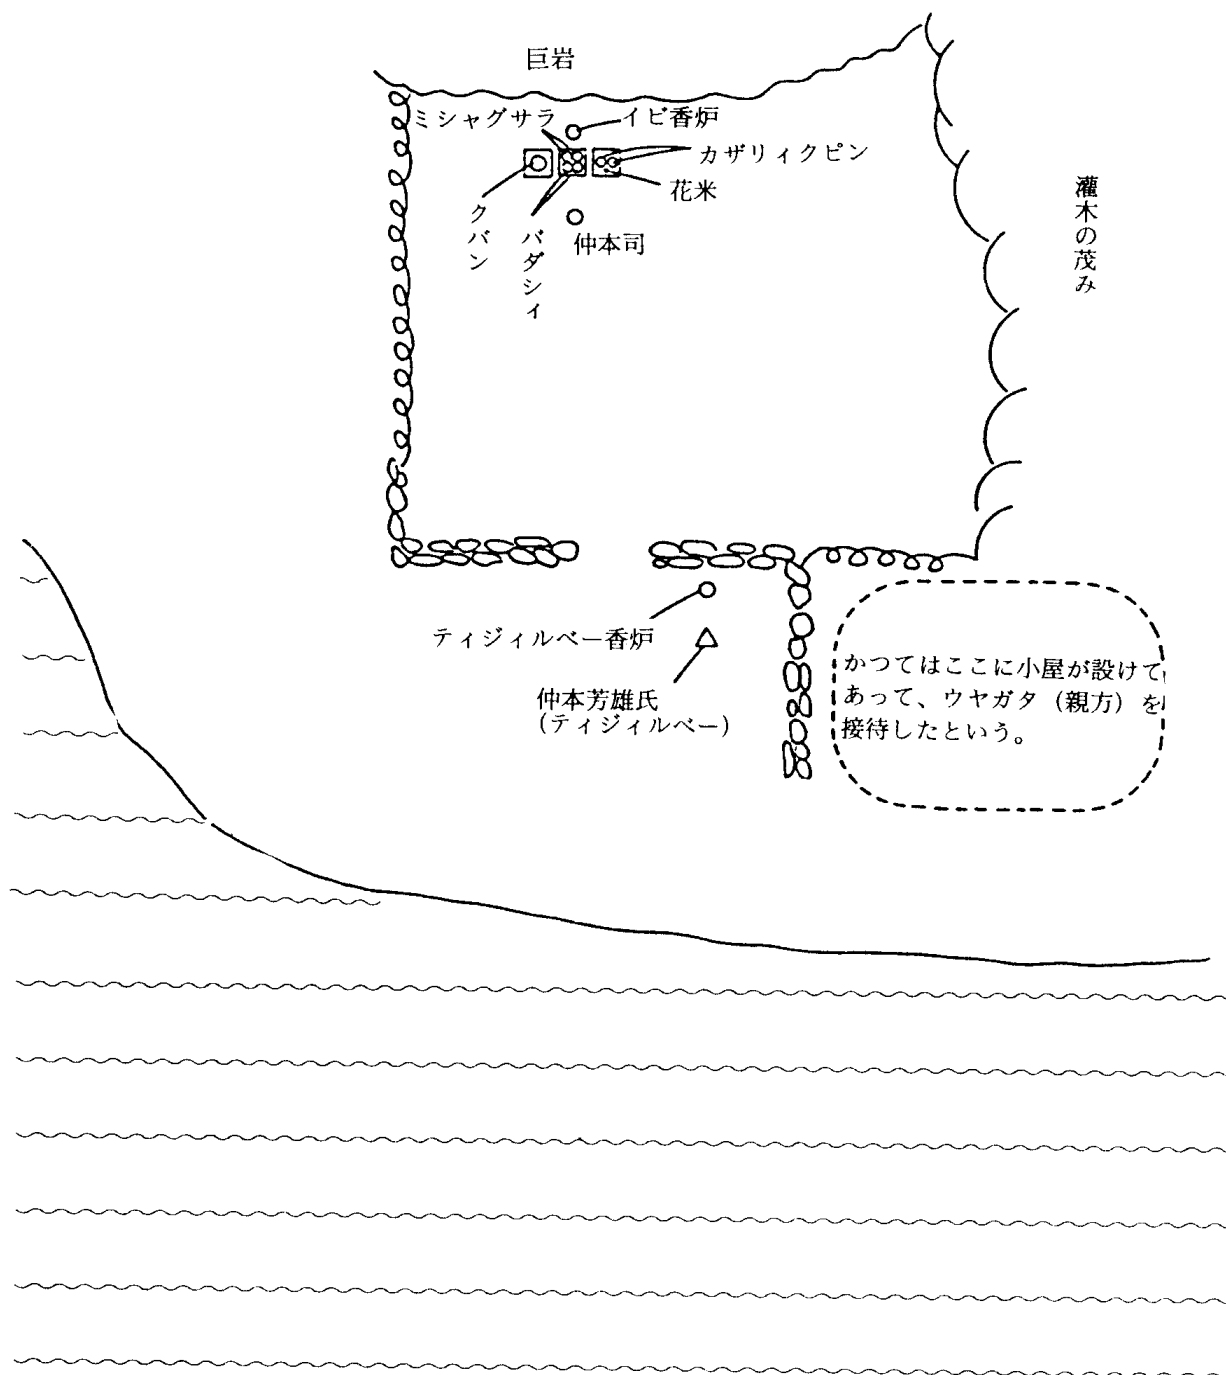 巨岩
ミシャグサラ
イビ香炉
カザリィクピン
花米
クバン
バダシィ
仲本司
灌木の茂み
ティジィルベー香炉
仲本芳雄氏
(ティジィルベー)
かつてはここに小屋が設けて
あって、ウヤガタ（親方）を
接待したという。